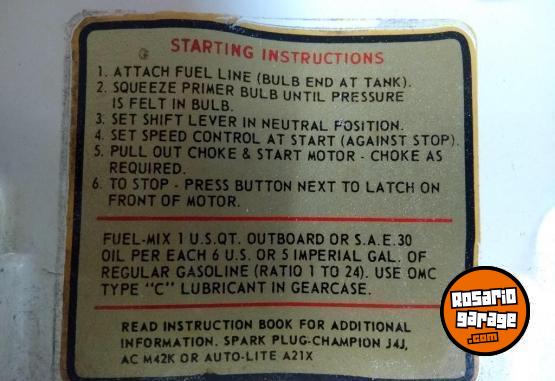 STARTING INSTRUCTIONS
1. ATTACH FUEL LINE (BULB END AT TANK).
2. SQUEEZE PRIMER BULB UNTIL PRESSURE
IS FELT IN BULB.
3. SET SHIFT LEVER IN NEUTRAL POSITION.
4. SET SPEED CONTROL AT START (AGAINST STOP).
5. PULL OUT CHOKE & START MOTOR - CHOKE AS
REQUIRED.
6. TO STOP - PRESS BUTTON NEXT TO LATCH ON
FRONT OF MOTOR.
FUEL-MIX 1 U.S.QT. OUTBOARD OR S.A.E.30
OIL PER EACH 6 U.S. OR 5 IMPERIAL GAL. OF
REGULAR GASOLINE (RATIO 1 TO 24). USE OMC
TYPE "C" LUBRICANT IN GEARCASE.
READ INSTRUCTION BOOK FOR ADDITIONAL
INFORMATION. SPARK PLUG-CHAMPION J4J,
AC M42K OR AUTO-LITE A21X
Rosario
garage
.com